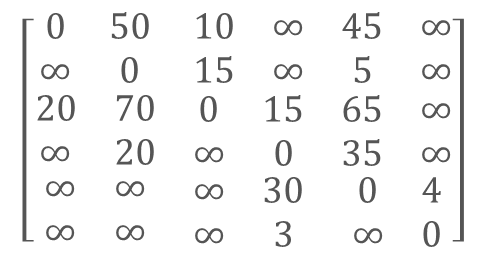 0 50 10 ∞ 45 ∞
∞ 0 15 ∞ 5 ∞
20 70 0 15 65 ∞
∞ 20 ∞ 0 35 ∞
∞ ∞ ∞ 30 0 4
∞ ∞ ∞ 3 ∞ 0